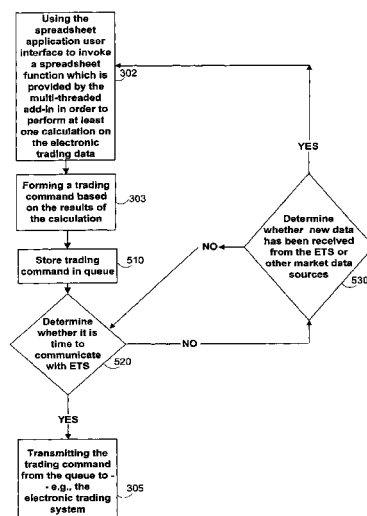 Using the
spreadsheet
application user
interface to invoke
a spreadsheet
function which is
provided by the
multi-threaded
add-in in order to
perform at least
one calculation on
the electronic
trading data
302
Forming a trading
command based
on the results of
the calculation
303
Store trading
command in queue
510
Determine
whether it is
time to
communicate
with ETS
520
NO
YES
Transmitting the
trading command
from the queue to -
- e.g., the
electronic trading
system
305
YES
Determine
whether new data
has been received
from the ETS or
other market data
sources
530
NO